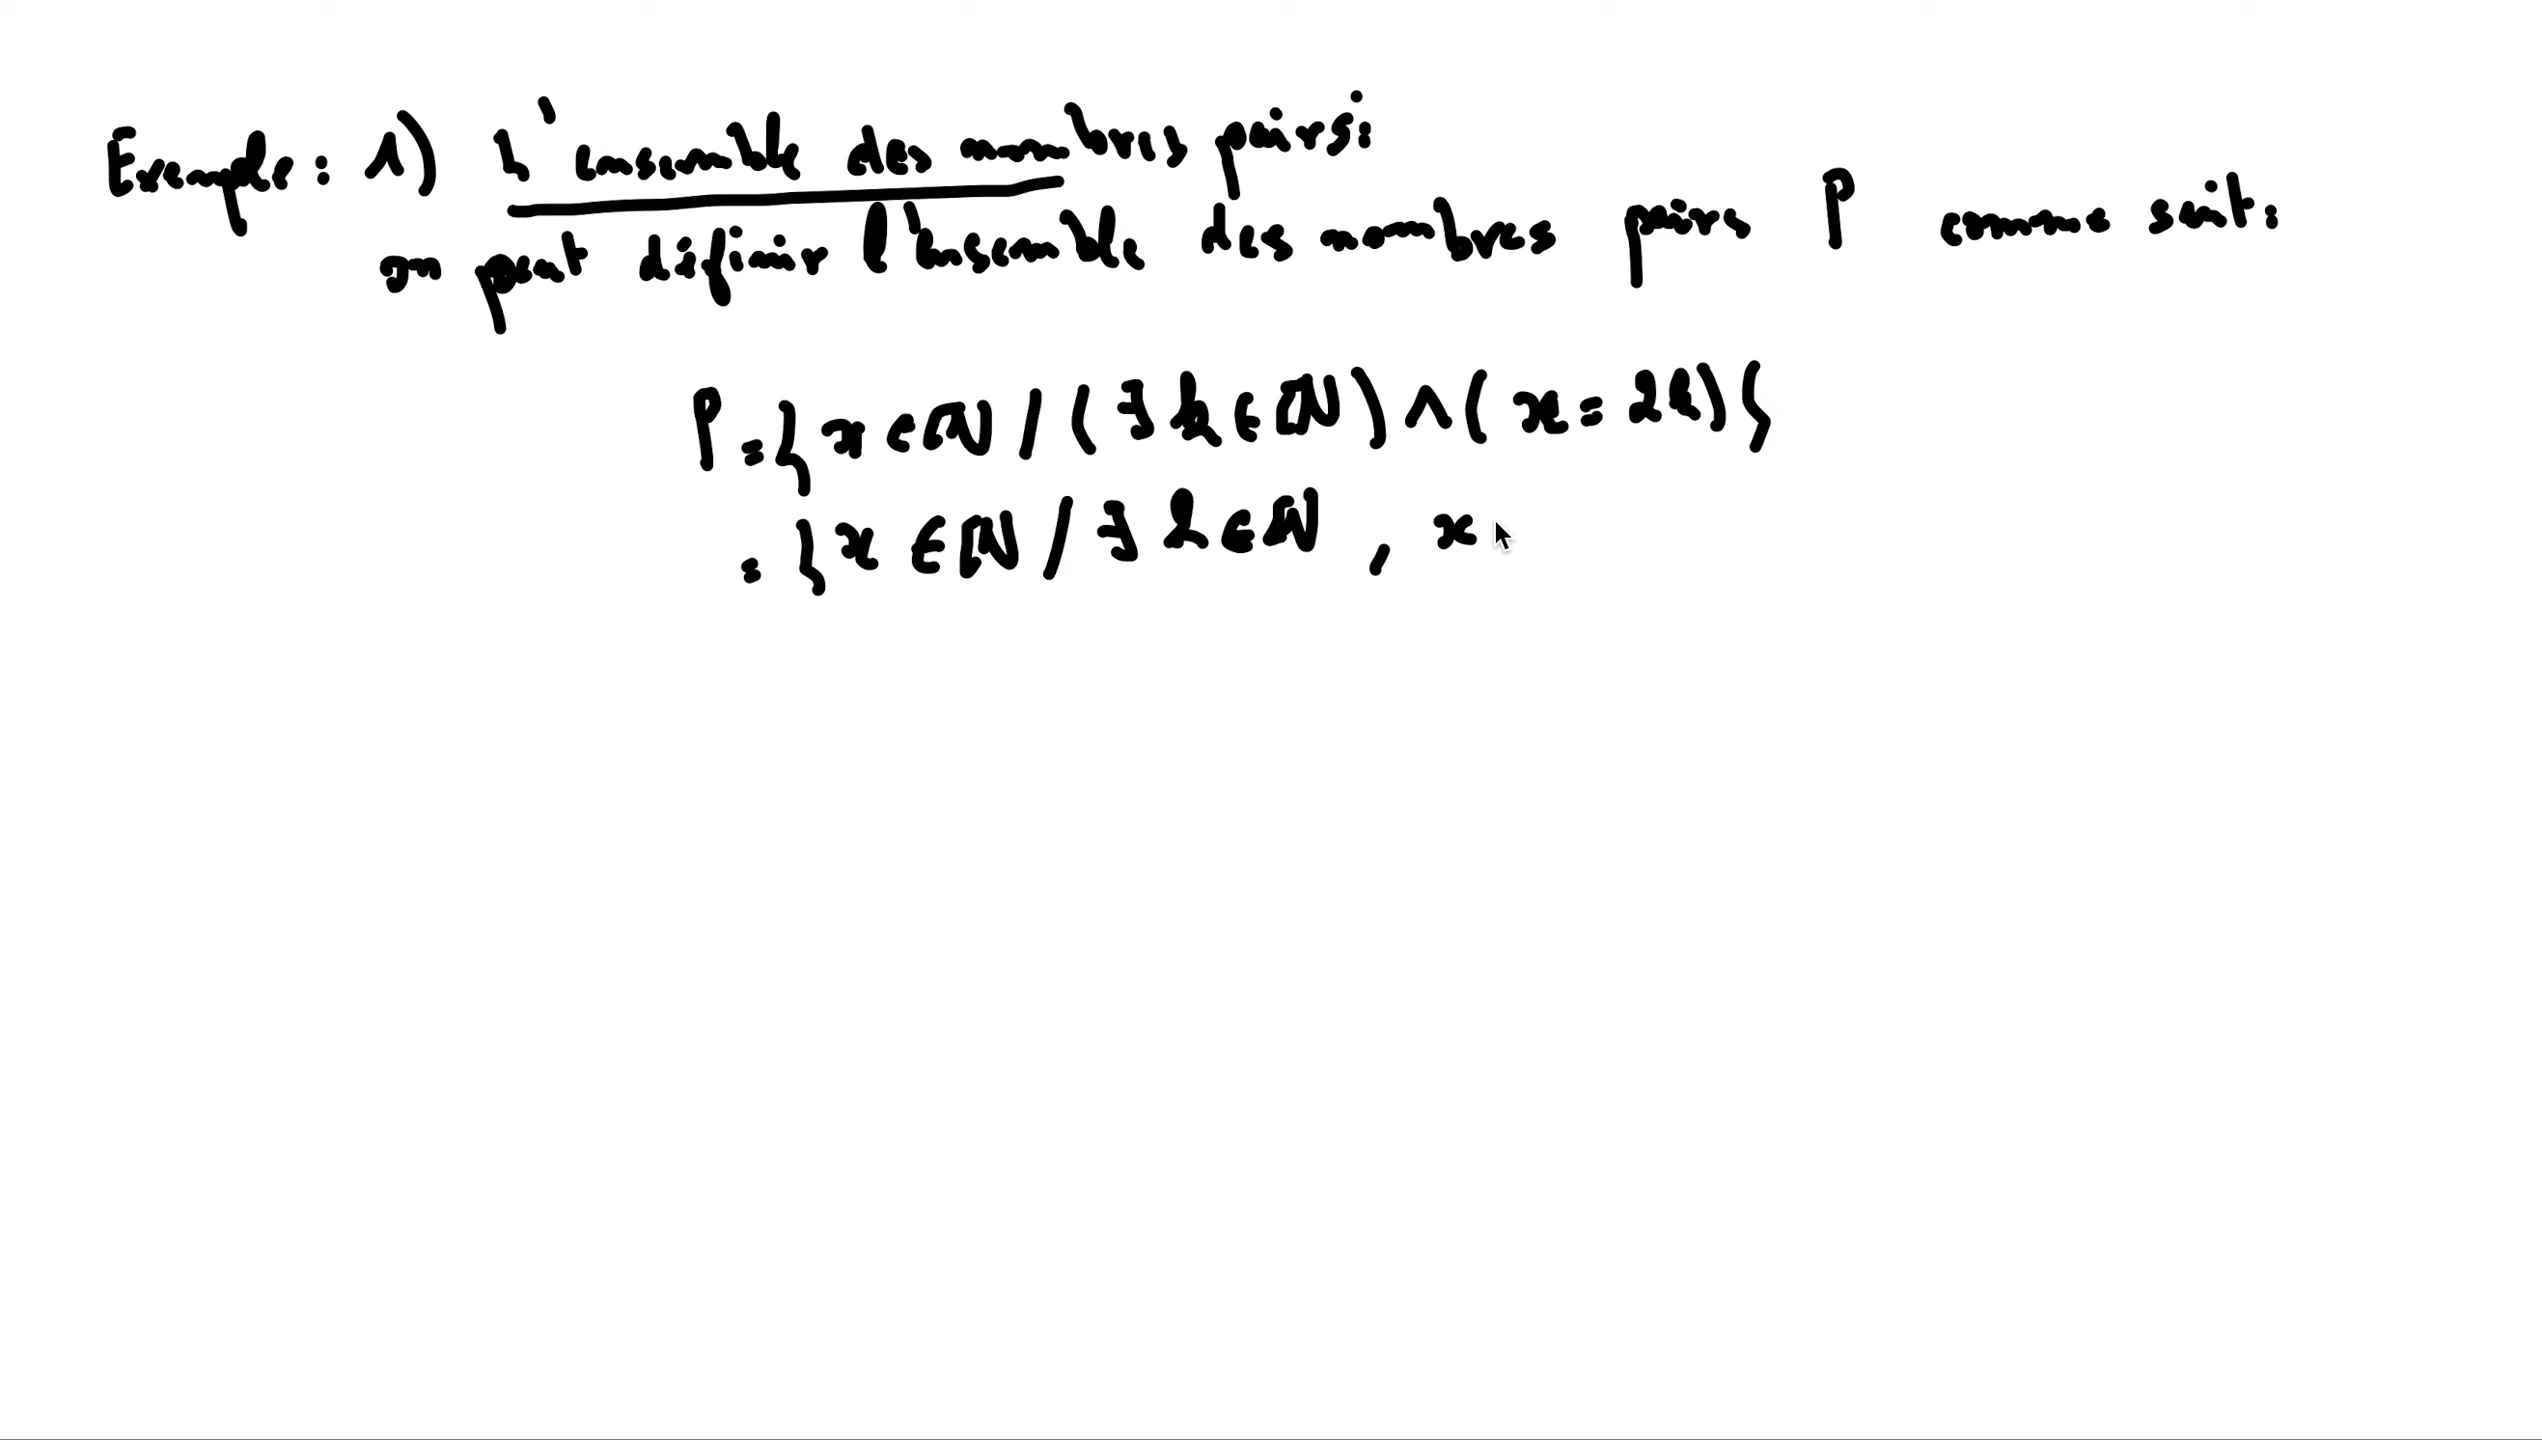 Exemple : 1) L'ensemble des nombres pairs:
on peut définir l'ensemble des nombres pairs P comme suit:
P = { x ∈ ℕ / ( ∃ k ∈ ℕ ) ∧ ( x = 2k ) }
= { x ∈ ℕ / ∃ k ∈ ℕ , x